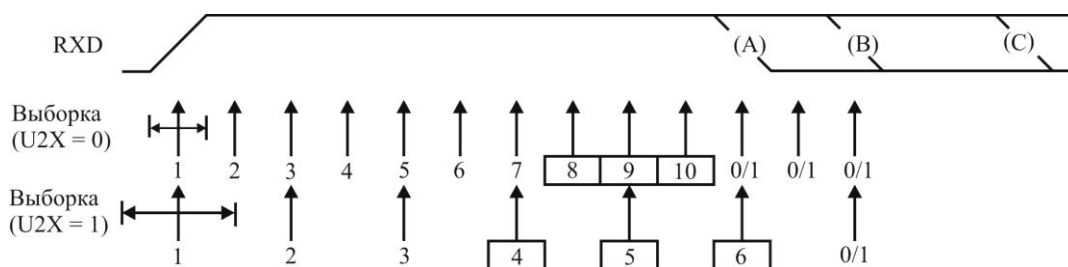 RXD (A) (B) (C)
Выборка
(U2X = 0)
1 2 3 4 5 6 7 8 9 10 0/1 0/1 0/1
Выборка
(U2X = 1)
1 2 3 4 5 6 0/1